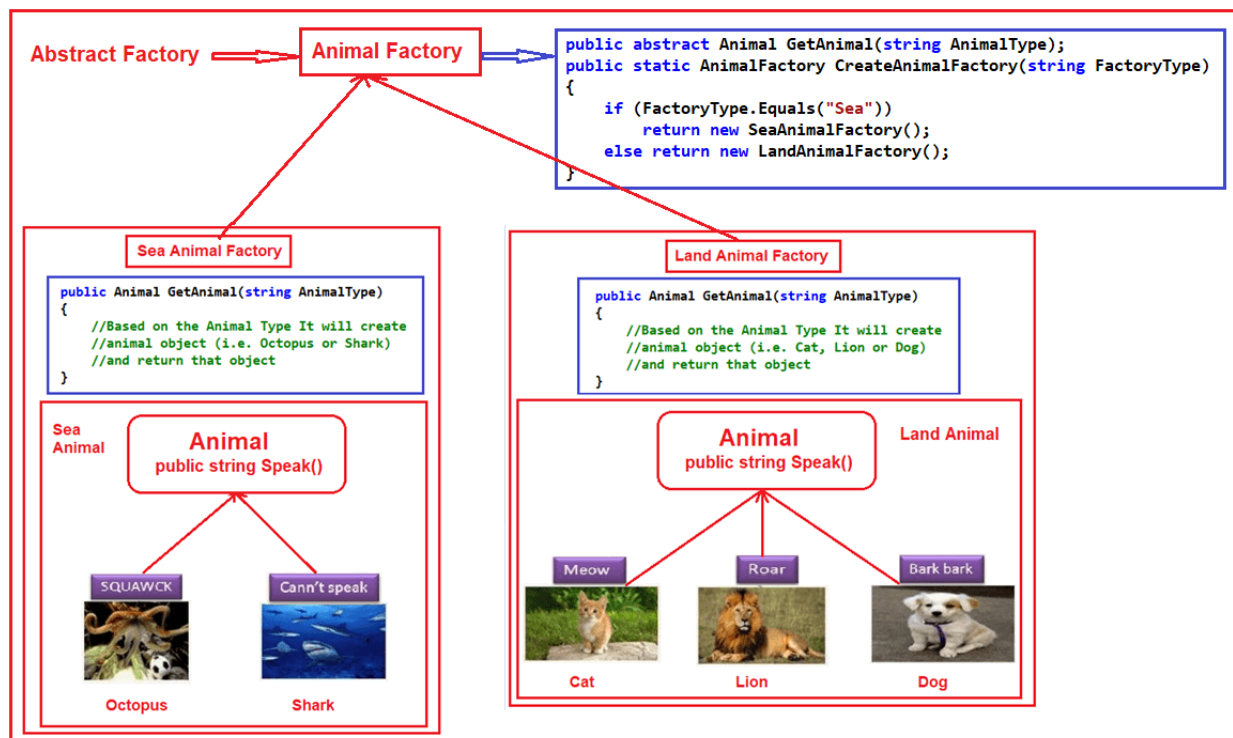 Abstract Factory
Animal Factory
public abstract Animal GetAnimal(string AnimalType);
public static AnimalFactory CreateAnimalFactory(string FactoryType)
{
if (FactoryType.Equals("Sea"))
return new SeaAnimalFactory();
else return new LandAnimalFactory();
}
Sea Animal Factory
public Animal GetAnimal(string AnimalType)
{
//Based on the Animal Type It will create
//animal object (i.e. Octopus or Shark)
//and return that object
}
Sea
Animal
Animal
public string Speak()
SQUAWCK
Cann't speak
Octopus
Shark
Land Animal Factory
public Animal GetAnimal(string AnimalType)
{
//Based on the Animal Type It will create
//animal object (i.e. Cat, Lion or Dog)
//and return that object
}
Animal
public string Speak()
Land Animal
Meow
Roar
Bark bark
Cat
Lion
Dog